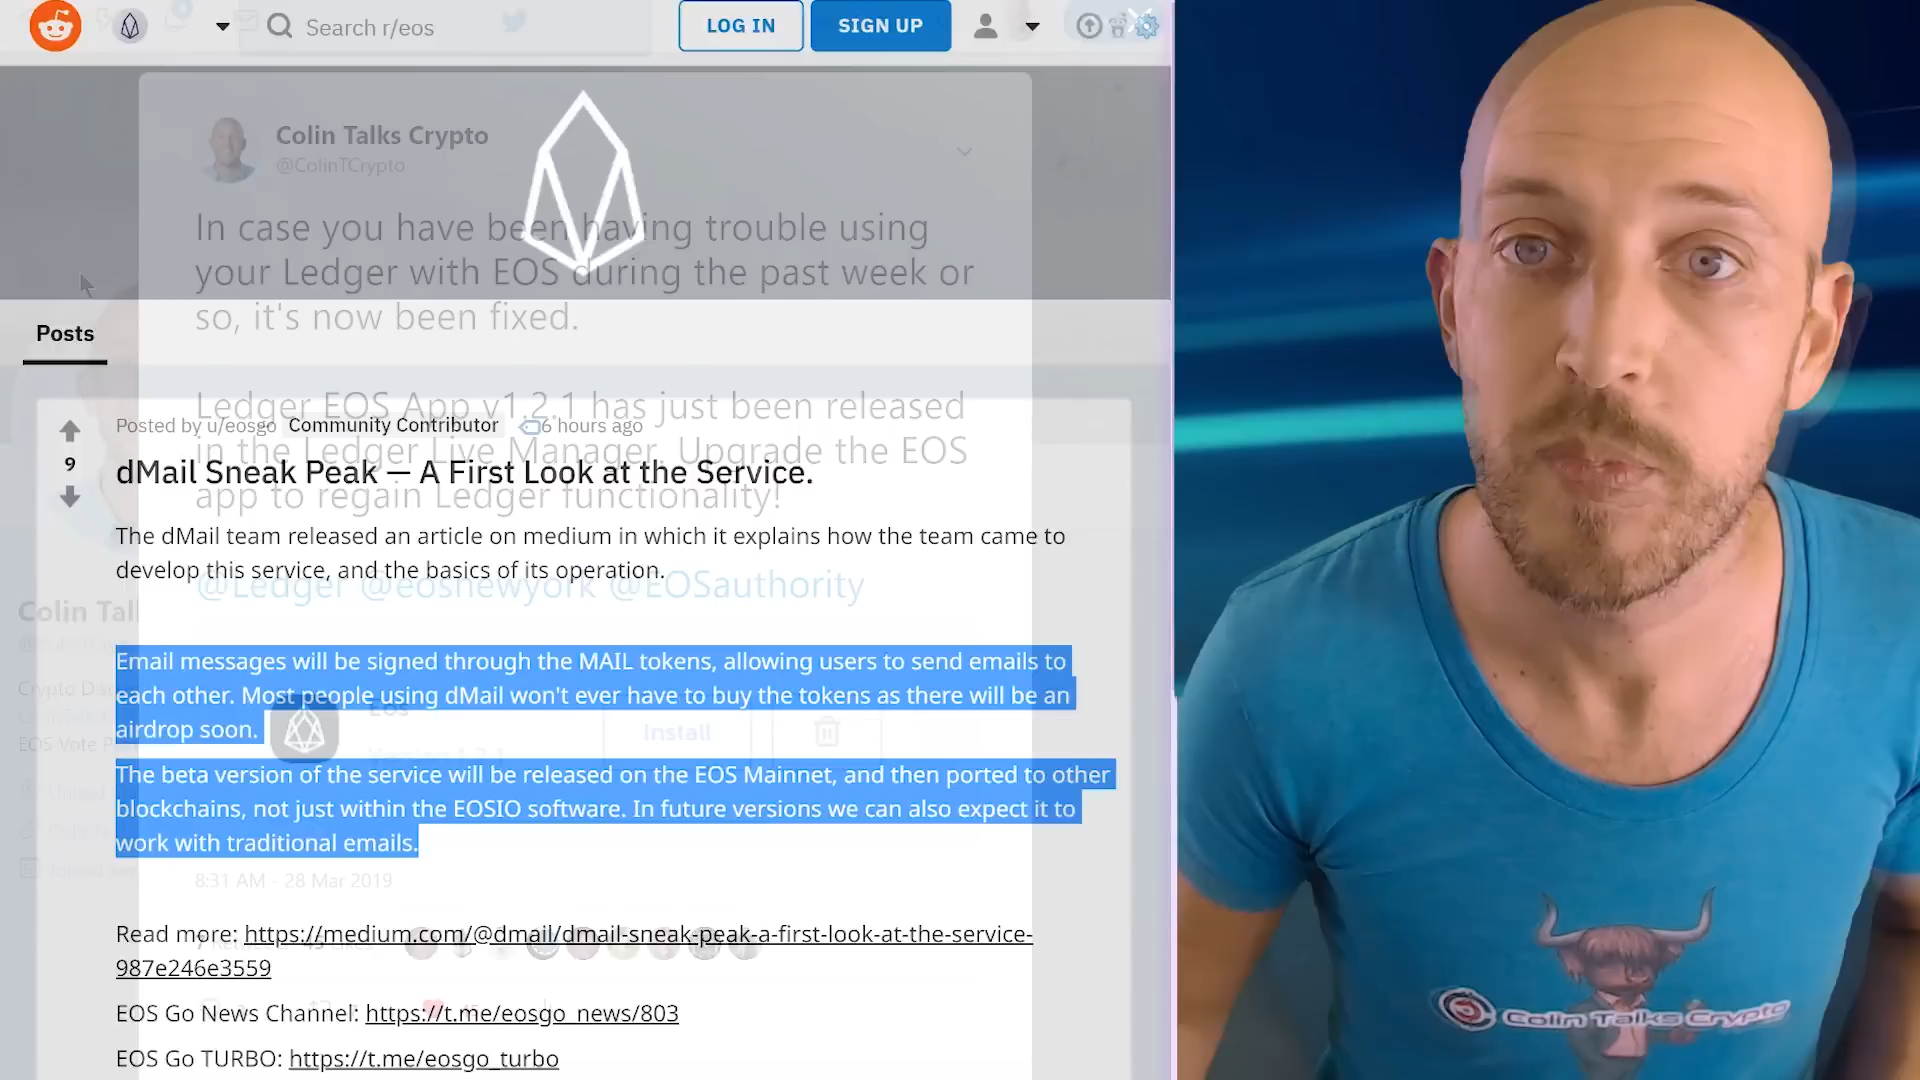 Search r/eos
LOG IN
SIGN UP
Colin Talks Crypto
@ColinTCrypto
In case you have been having trouble using
your Ledger with EOS during the past week or
so, it's now been fixed.
Posts
Ledger EOS App v1.2.1 has just been released
in the Ledger Live Manager. Upgrade the EOS
app to regain Ledger functionality!
@Ledger @eosnewyork @EOSauthority
9
Posted by u/eosgo Community Contributor 6 hours ago
dMail Sneak Peak — A First Look at the Service.
The dMail team released an article on medium in which it explains how the team came to
develop this service, and the basics of its operation.
Colin Tal
Email messages will be signed through the MAIL tokens, allowing users to send emails to
each other. Most people using dMail won't ever have to buy the tokens as there will be an
airdrop soon.
Install
EOS Vote P
The beta version of the service will be released on the EOS Mainnet, and then ported to other
blockchains, not just within the EOSIO software. In future versions we can also expect it to
work with traditional emails.
8:31 AM - 28 Mar 2019
Read more: https://medium.com/@dmail/dmail-sneak-peak-a-first-look-at-the-service-
987e246e3559
EOS Go News Channel: https://t.me/eosgo_news/803
EOS Go TURBO: https://t.me/eosgo_turbo
Colin Talks Crypto